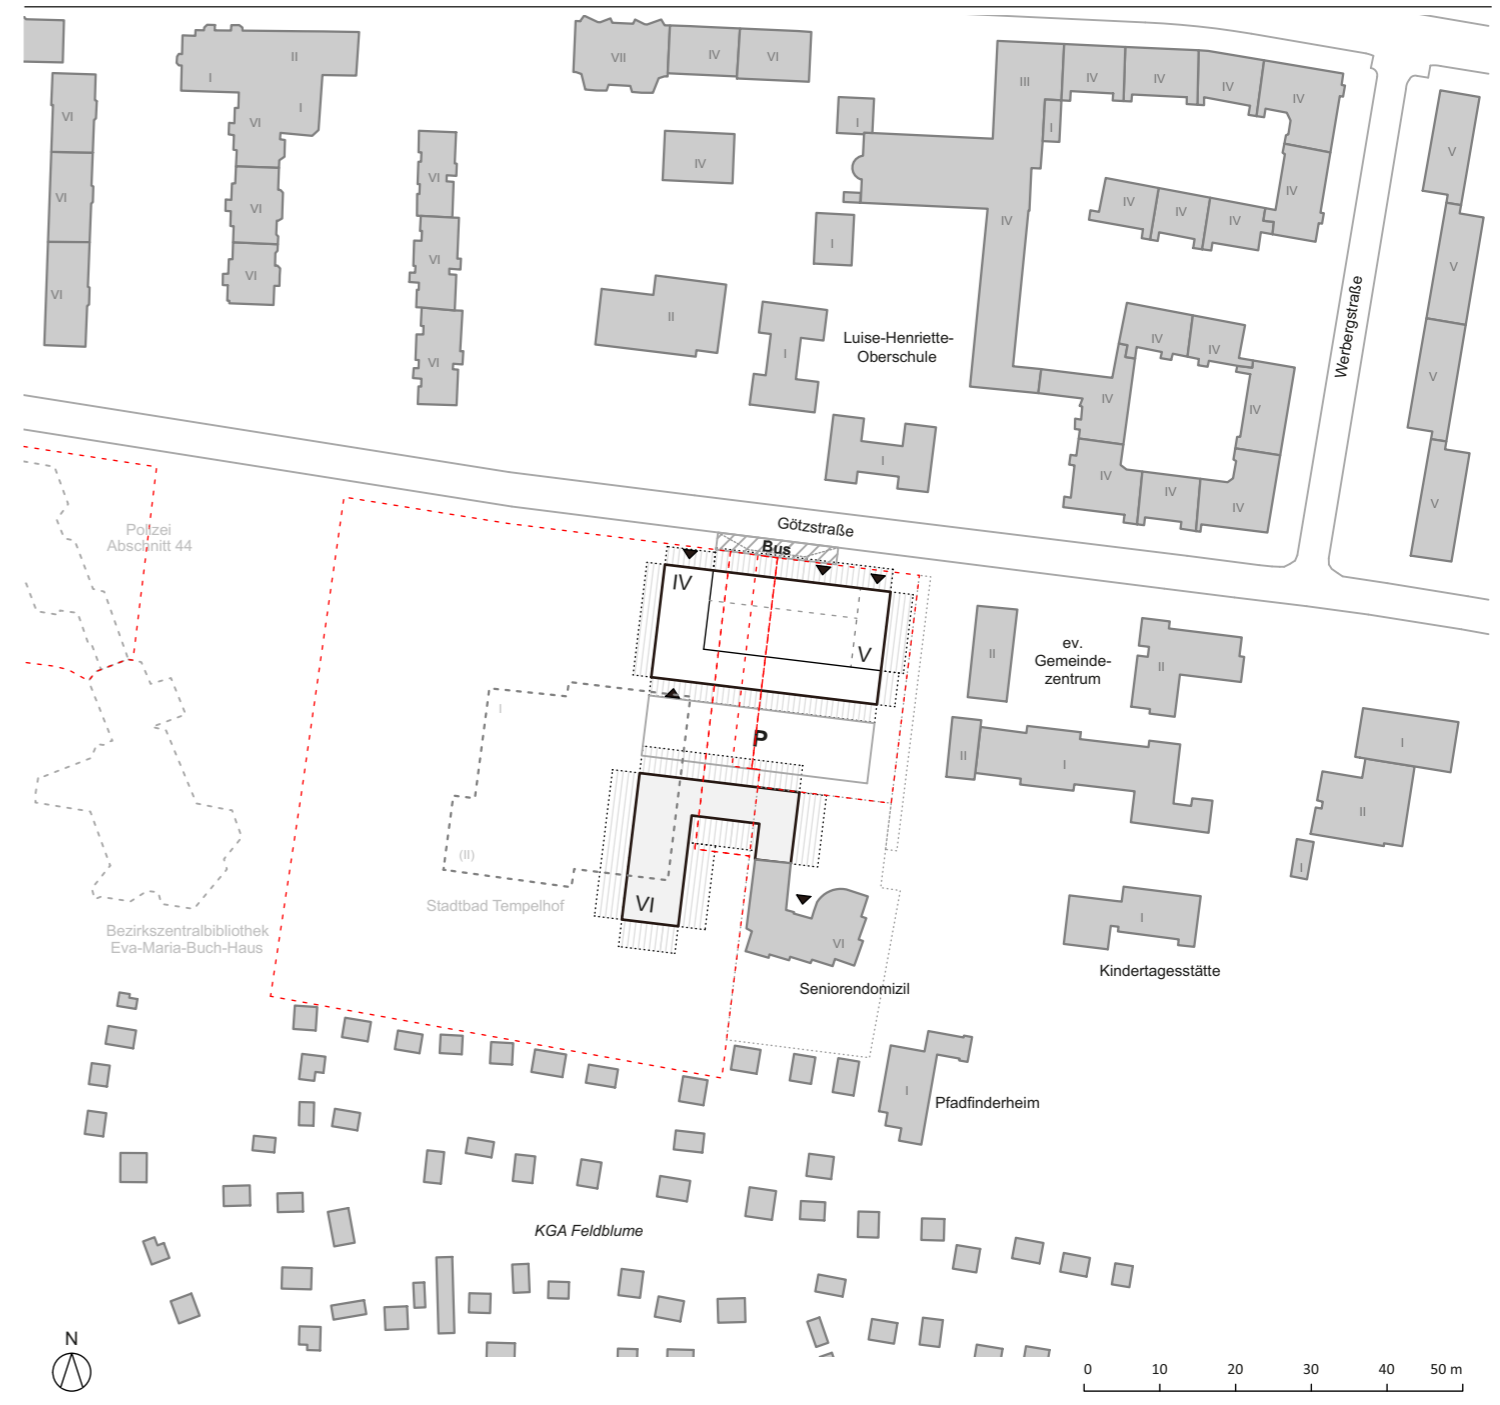 II
VII
IV
VI
III
IV
IV
IV
IV
I
I
VI
I
VI
I
I
V
VI
IV
VI
IV
IV
VI
IV
IV
IV
IV
I
VI
VI
V
VI
II
Werbergstraße
Luise-Henriette-
Oberschule
I
IV
IV
VI
V
IV
IV
I
IV
IV
IV
V
Götzstraße
Polizei
Abschnitt 44
Bus
IV
V
II
ev.
Gemeinde-
zentrum
II
I
P
II
I
I
II
(II)
I
VI
Stadtbad Tempelhof
I
Bezirkszentralbibliothek
Eva-Maria-Buch-Haus
VI
Kindertagesstätte
Seniorendomizil
I
Pfadfinderheim
KGA Feldblume
N
0 10 20 30 40 50 m